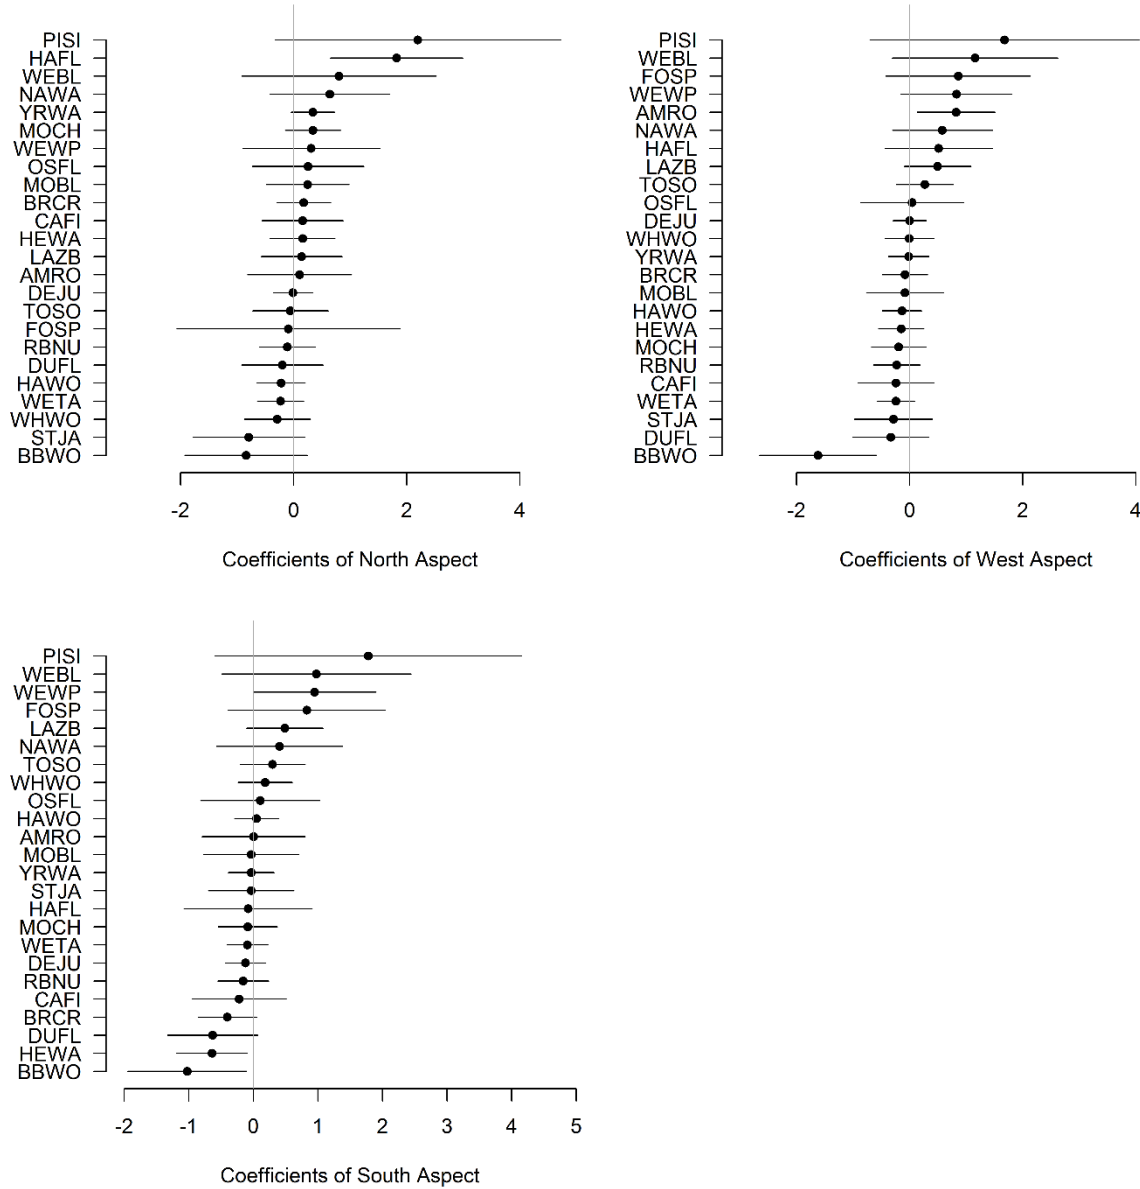 PISI
HAFL
WEBL
NAWA
YRWA
MOCH
WEWP
OSFL
MOBL
BRCR
CAFI
HEWA
LAZB
AMRO
DEJU
TOSO
FOSP
RBNU
DUFL
HAWO
WETA
WHWO
STJA
BBWO
-2 0 2 4
Coefficients of North Aspect
PISI
WEBL
FOSP
WEWP
AMRO
NAWA
HAFL
LAZB
TOSO
OSFL
DEJU
WHWO
YRWA
BRCR
MOBL
HAWO
HEWA
MOCH
RBNU
CAFI
WETA
STJA
DUFL
BBWO
-2 0 2 4
Coefficients of West Aspect
PISI
WEBL
WEWP
FOSP
LAZB
NAWA
TOSO
WHWO
OSFL
HAWO
AMRO
MOBL
YRWA
STJA
HAFL
MOCH
WETA
DEJU
RBNU
CAFI
BRCR
DUFL
HEWA
BBWO
-2 -1 0 1 2 3 4 5
Coefficients of South Aspect